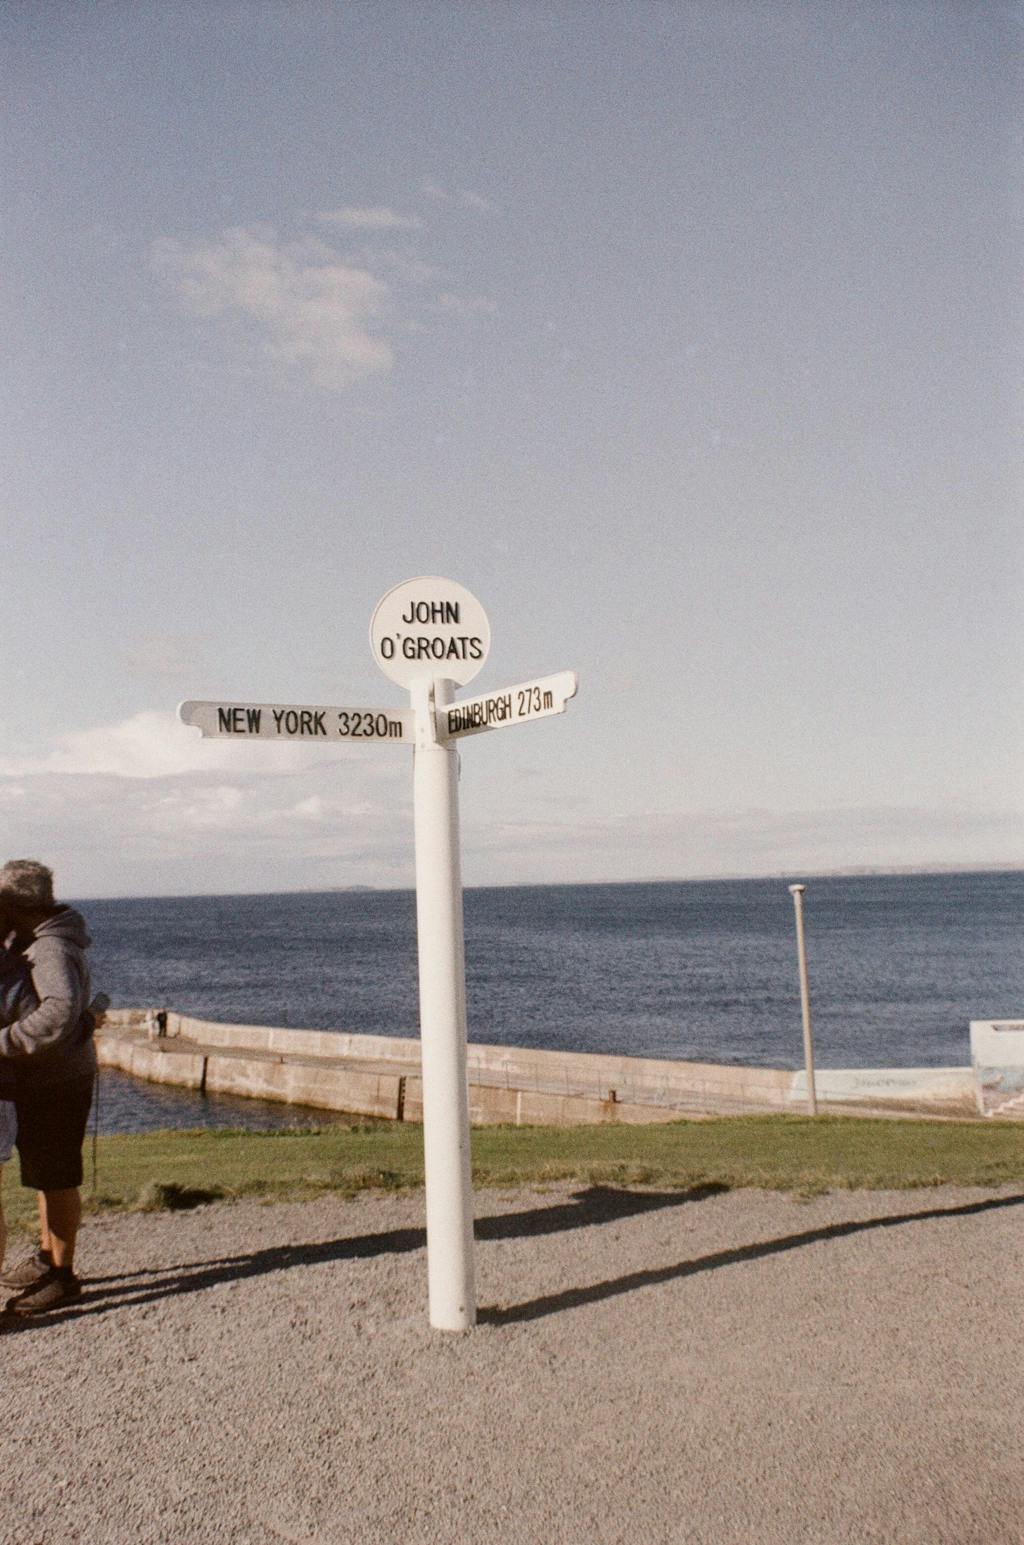 JOHN
O'GROATS
NEW YORK 3230m
EDINBURGH 273m